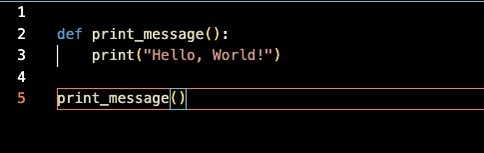 1
2 def print_message():
3     print("Hello, World!")
4
5 print_message()